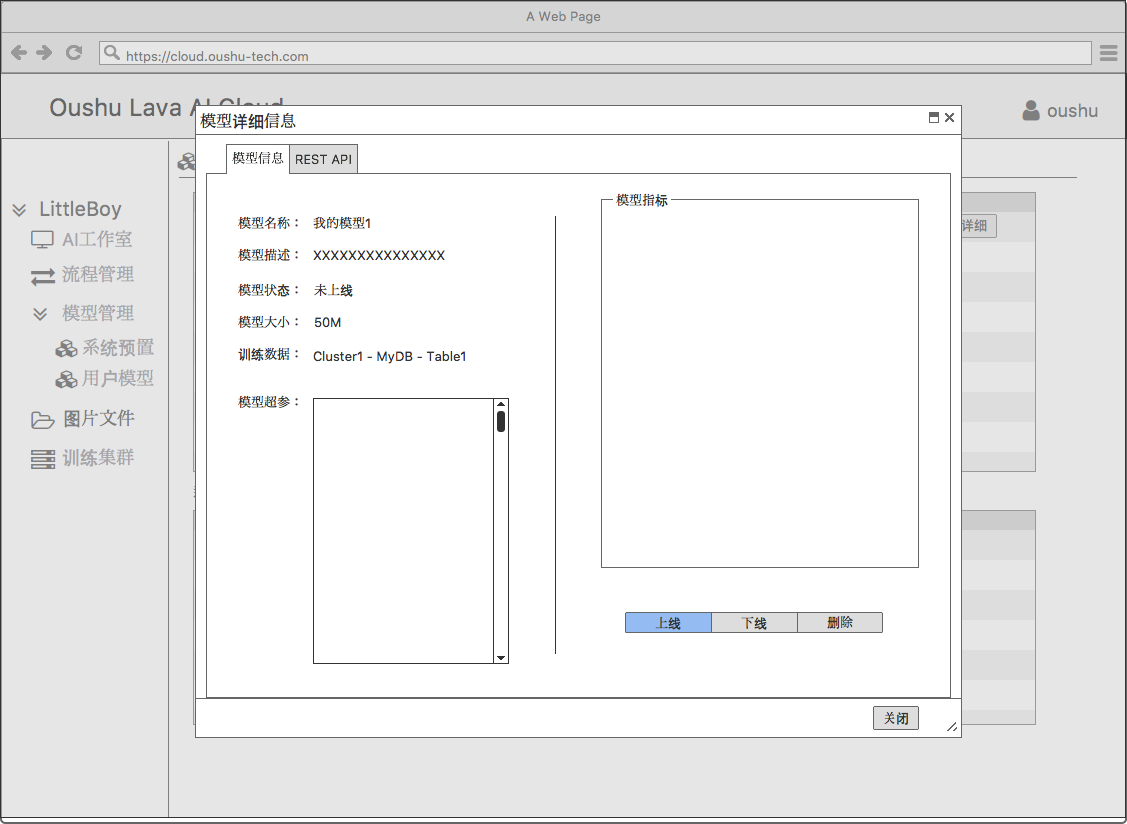 A Web Page
https://cloud.oushu-tech.com
Oushu Lava AI Cloud
oushu
模型详细信息
模型信息
REST API
LittleBoy
AI工作室
流程管理
模型管理
系统预置
用户模型
图片文件
训练集群
模型名称： 我的模型1
模型描述： XXXXXXXXXXXXXXX
模型状态： 未上线
模型大小： 50M
训练数据： Cluster1 - MyDB - Table1
模型超参：
模型指标
详细
上线
下线
删除
关闭